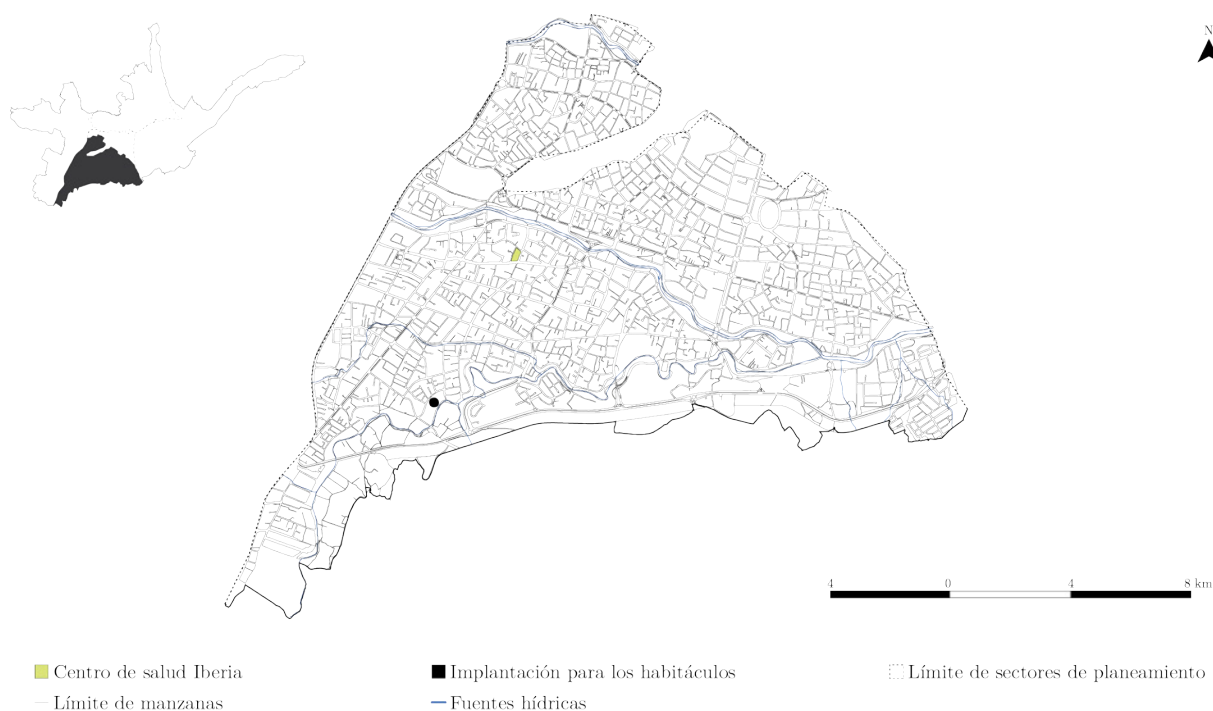 N
4 0 4 8 km
Centro de salud Iberia
Implantación para los habitáculos
Límite de sectores de planeamiento
Límite de manzanas
Fuentes hídricas